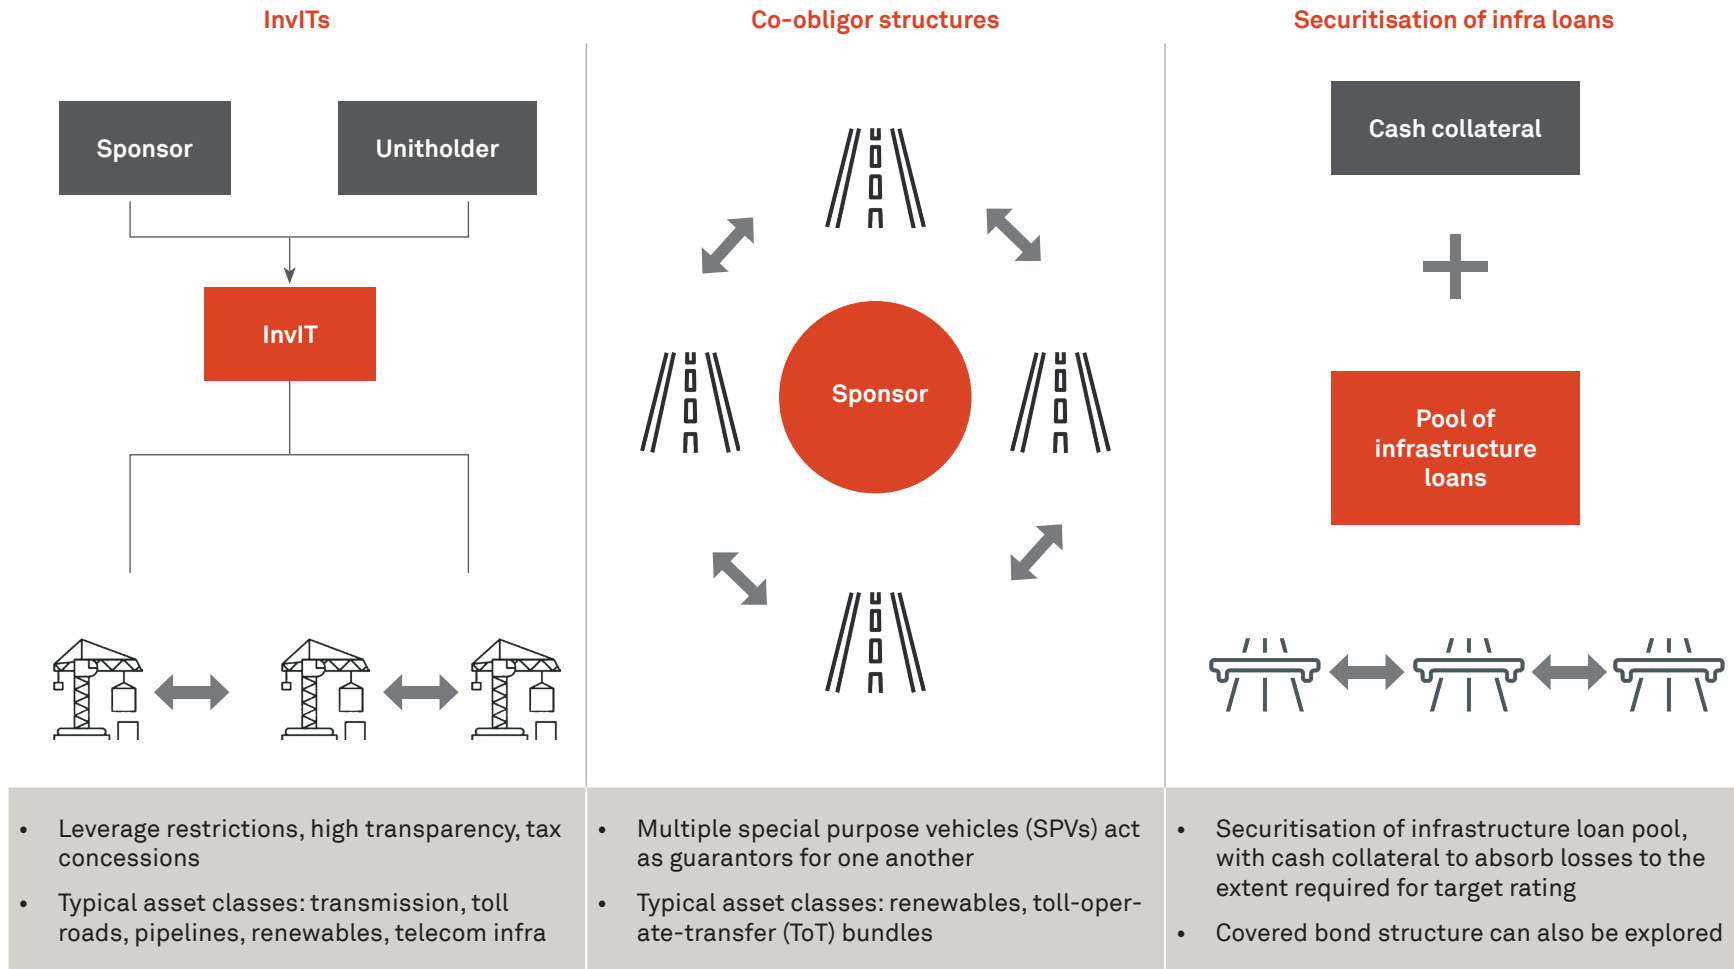 InvITs
Sponsor
Unitholder
InvIT
• Leverage restrictions, high transparency, tax
concessions
• Typical asset classes: transmission, toll
roads, pipelines, renewables, telecom infra
Co-obligor structures
Sponsor
• Multiple special purpose vehicles (SPVs) act
as guarantors for one another
• Typical asset classes: renewables, toll-oper-
ate-transfer (ToT) bundles
Securitisation of infra loans
Cash collateral
Pool of
infrastructure
loans
• Securitisation of infrastructure loan pool,
with cash collateral to absorb losses to the
extent required for target rating
• Covered bond structure can also be explored